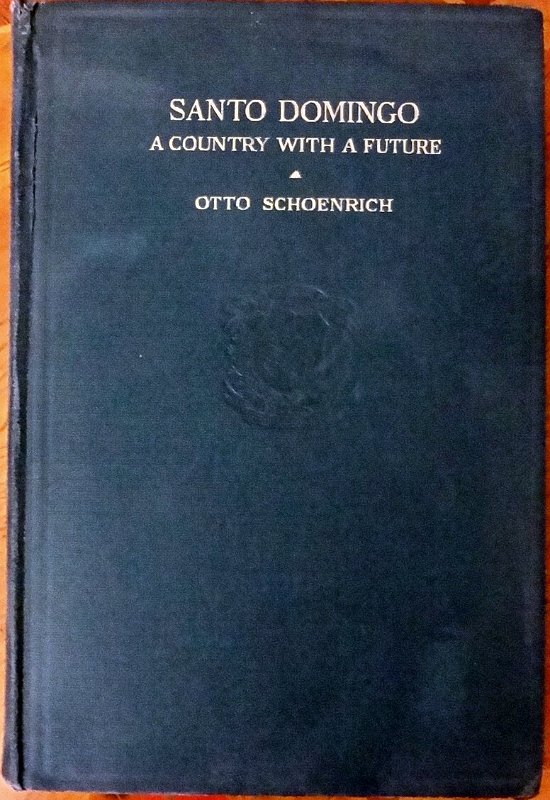 SANTO DOMINGO
A COUNTRY WITH A FUTURE
OTTO SCHOENRICH